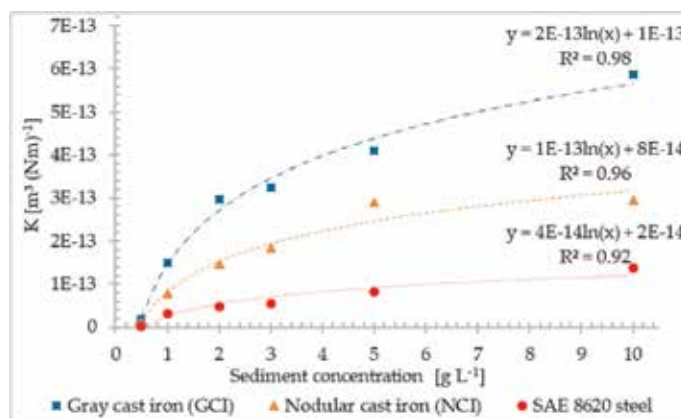 7E-13
6E-13
5E-13
4E-13
3E-13
2E-13
1E-13
0
K [m³ (Nm)⁻¹]
y = 2E-13ln(x) + 1E-13
R² = 0.98
y = 1E-13ln(x) + 8E-14
R² = 0.96
y = 4E-14ln(x) + 2E-14
R² = 0.92
0 1 2 3 4 5 6 7 8 9 10
Sediment concentration [g L⁻¹]
Gray cast iron (GCI) Nodular cast iron (NCI) SAE 8620 steel